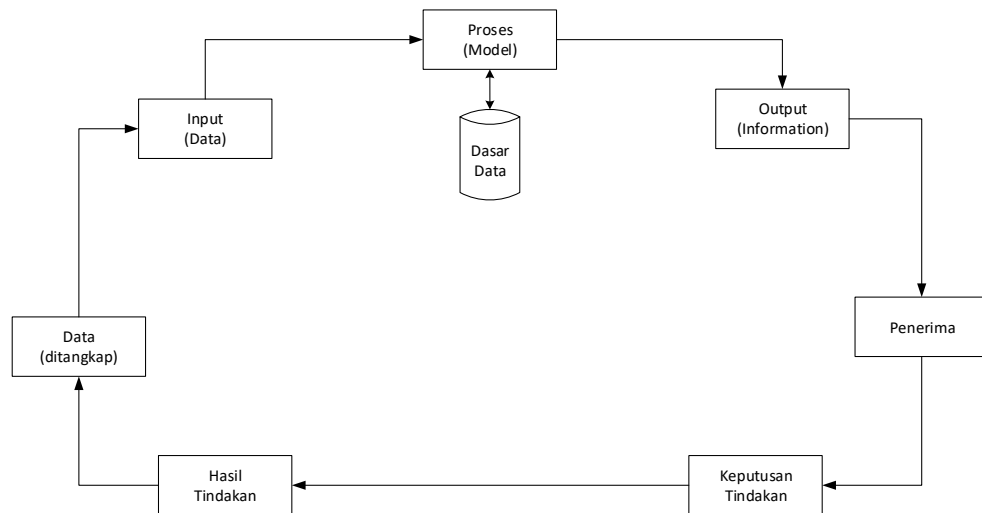 Proses
(Model)
Input
(Data)
Output
(Information)
Dasar
Data
Data
(ditangkap)
Penerima
Hasil
Tindakan
Keputusan
Tindakan